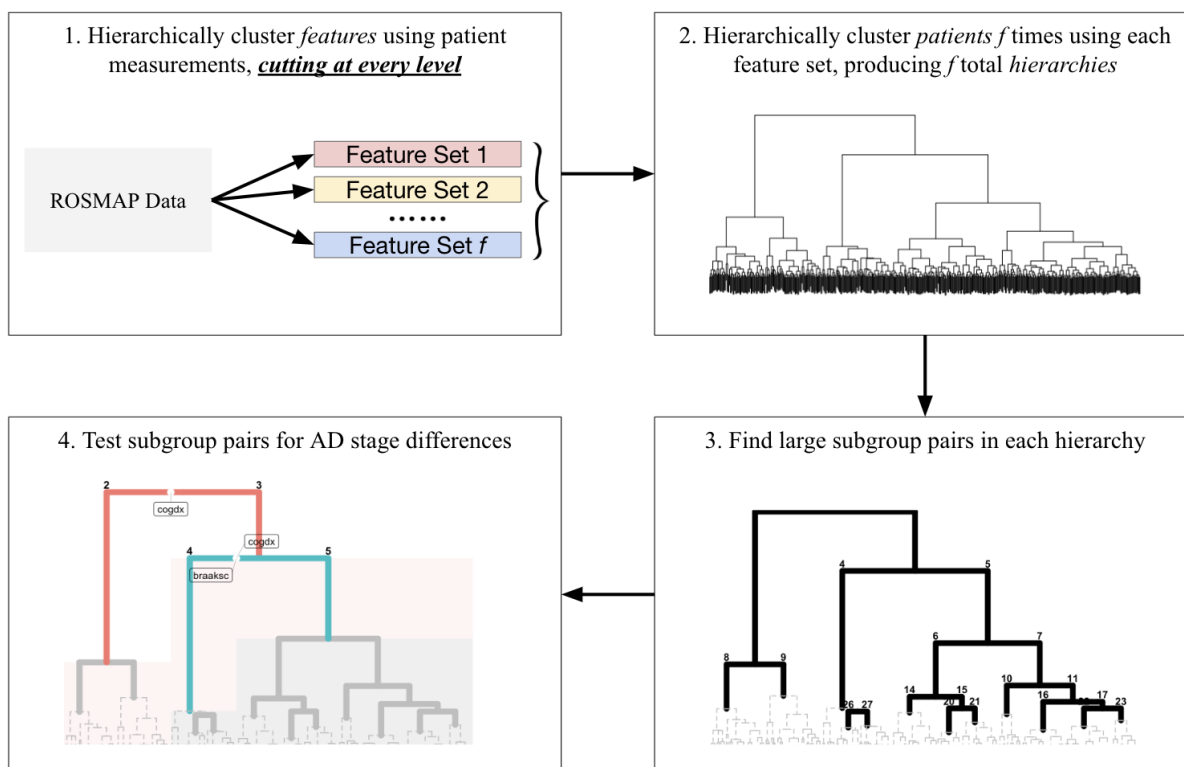 1. Hierarchically cluster features using patient
measurements, cutting at every level
ROSMAP Data
Feature Set 1
Feature Set 2
......
Feature Set f
2. Hierarchically cluster patients f times using each
feature set, producing f total hierarchies
4. Test subgroup pairs for AD stage differences
2
3
cogdx
cogdx
4
5
braaksc
3. Find large subgroup pairs in each hierarchy
4
5
6
7
8
9
10
11
14
15
16
17
20
21
23
26
27